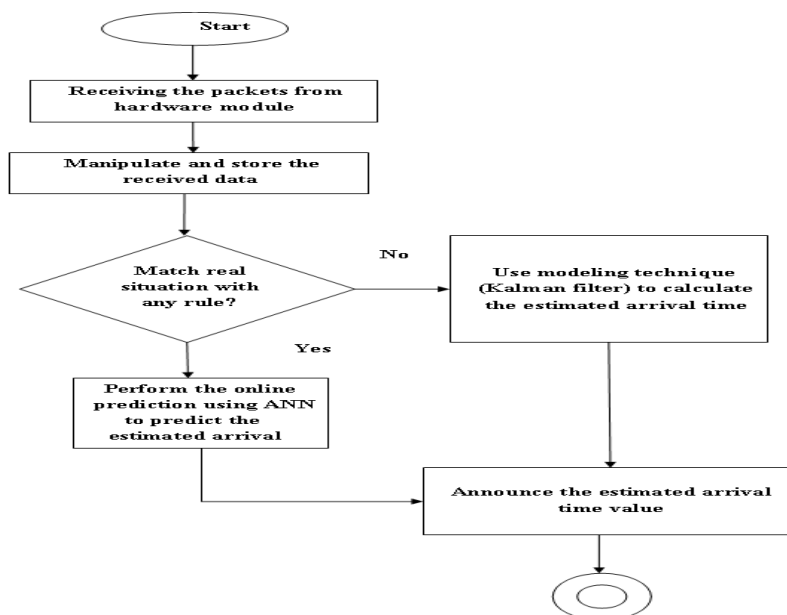 Start
Receiving the packets from
hardware module
Manipulate and store the
received data
Match real
situation with
any rule?
No
Use modeling technique
(Kalman filter) to calculate
the estimated arrival time
Yes
Perform the online
prediction using ANN
to predict the
estimated arrival
Announce the estimated arrival
time value